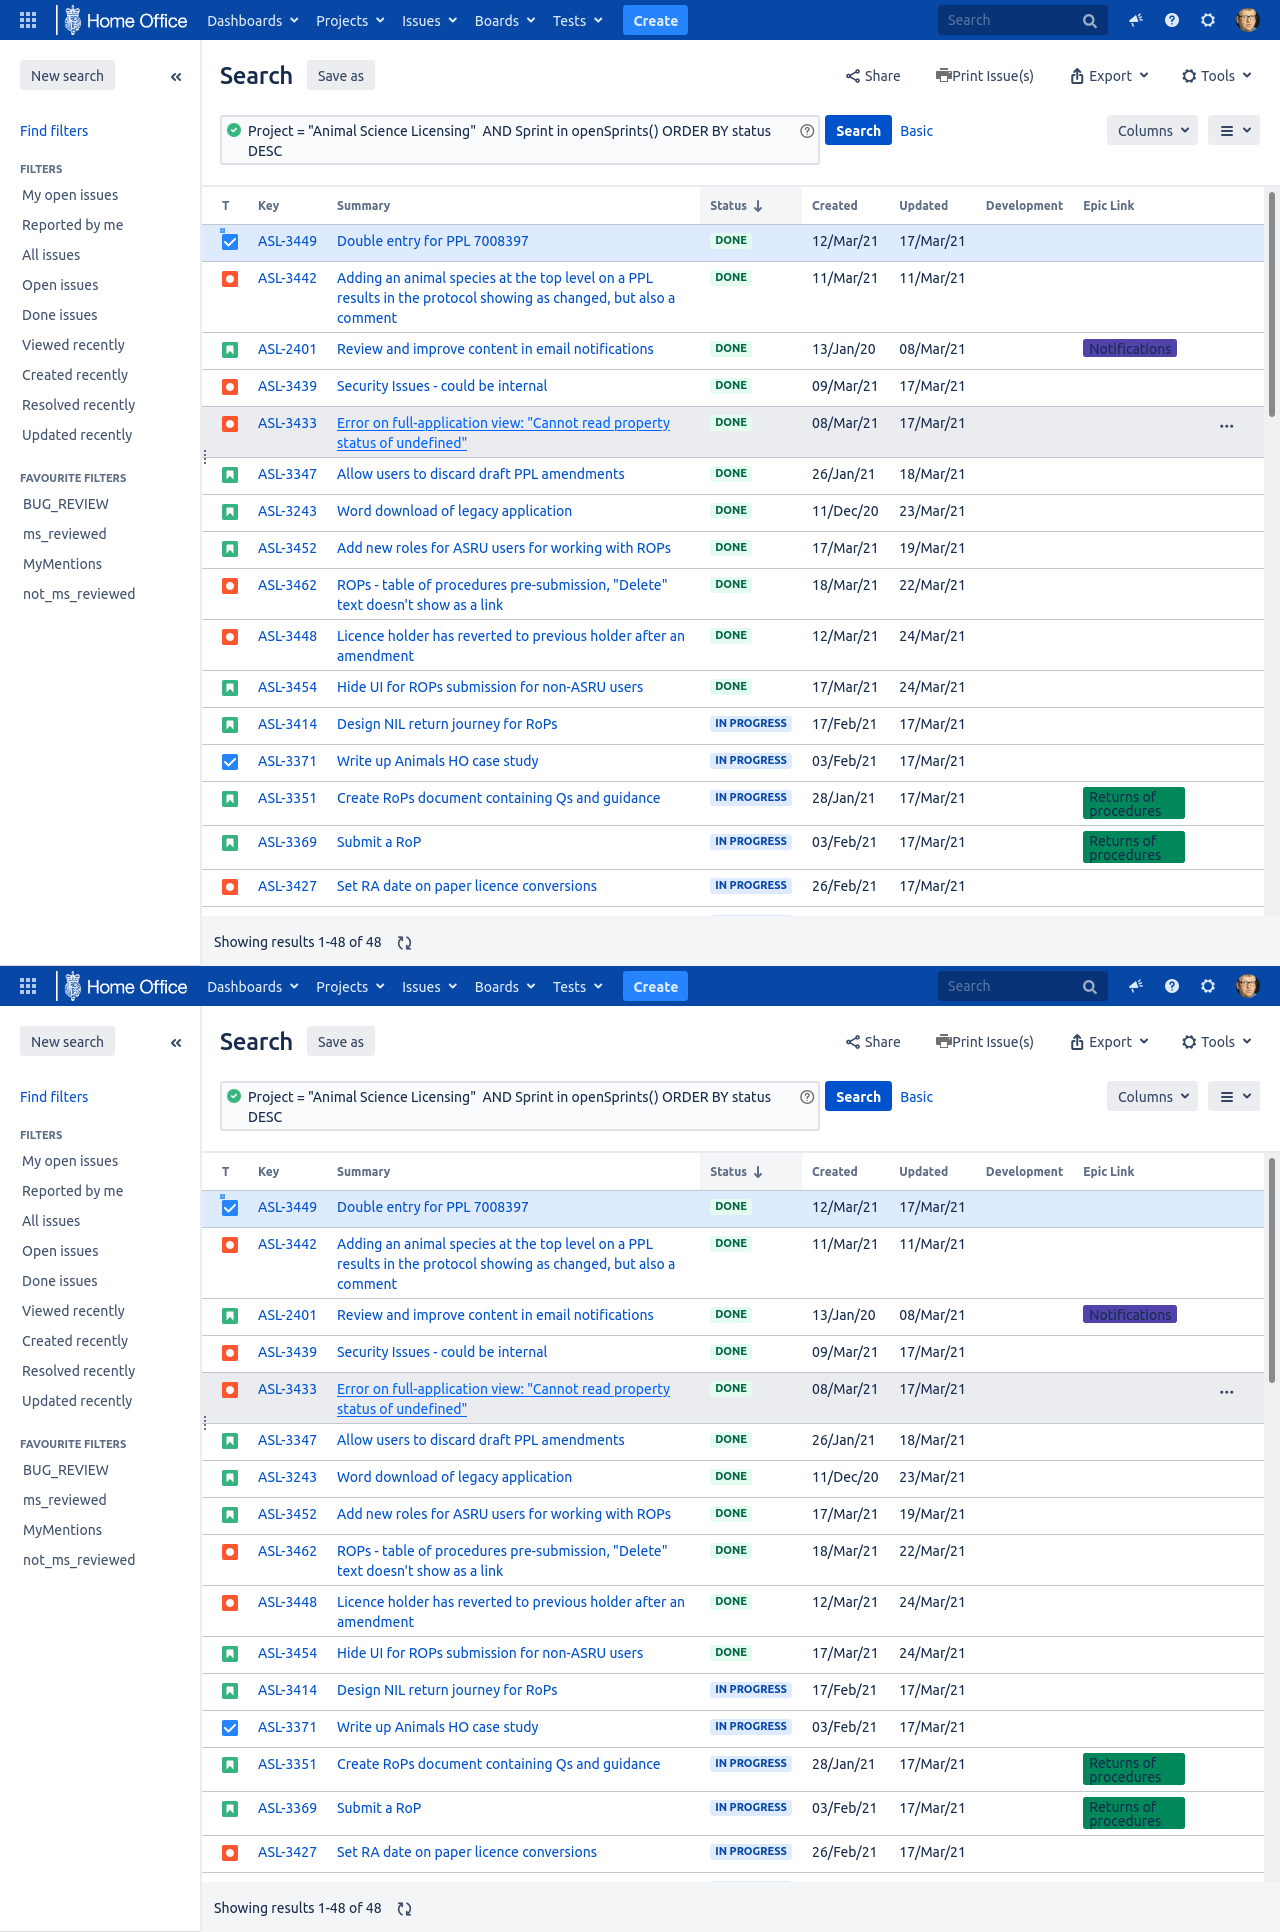 Home Office Dashboards Projects Issues Boards Tests Create Search
New search Search Save as Share Print Issue(s) Export Tools
Find filters Project = "Animal Science Licensing" AND Sprint in openSprints() ORDER BY status Search Basic Columns
DESC
FILTERS
My open issues
Reported by me
All issues
Open issues
Done issues
Viewed recently
Created recently
Resolved recently
Updated recently
FAVOURITE FILTERS
BUG_REVIEW
ms_reviewed
MyMentions
not_ms_reviewed
T Key Summary Status Created Updated Development Epic Link
ASL-3449 Double entry for PPL 7008397 DONE 12/Mar/21 17/Mar/21
ASL-3442 Adding an animal species at the top level on a PPL DONE 11/Mar/21 11/Mar/21
results in the protocol showing as changed, but also a
comment
ASL-2401 Review and improve content in email notifications DONE 13/Jan/20 08/Mar/21 Notifications
ASL-3439 Security Issues - could be internal DONE 09/Mar/21 17/Mar/21
ASL-3433 Error on full-application view: "Cannot read property DONE 08/Mar/21 17/Mar/21
status of undefined"
ASL-3347 Allow users to discard draft PPL amendments DONE 26/Jan/21 18/Mar/21
ASL-3243 Word download of legacy application DONE 11/Dec/20 23/Mar/21
ASL-3452 Add new roles for ASRU users for working with ROPs DONE 17/Mar/21 19/Mar/21
ASL-3462 ROPs - table of procedures pre-submission, "Delete" DONE 18/Mar/21 22/Mar/21
text doesn't show as a link
ASL-3448 Licence holder has reverted to previous holder after an DONE 12/Mar/21 24/Mar/21
amendment
ASL-3454 Hide UI for ROPs submission for non-ASRU users DONE 17/Mar/21 24/Mar/21
ASL-3414 Design NIL return journey for RoPs IN PROGRESS 17/Feb/21 17/Mar/21
ASL-3371 Write up Animals HO case study IN PROGRESS 03/Feb/21 17/Mar/21
ASL-3351 Create RoPs document containing Qs and guidance IN PROGRESS 28/Jan/21 17/Mar/21 Returns of
procedures
ASL-3369 Submit a RoP IN PROGRESS 03/Feb/21 17/Mar/21 Returns of
procedures
ASL-3427 Set RA date on paper licence conversions IN PROGRESS 26/Feb/21 17/Mar/21
Showing results 1-48 of 48
Home Office Dashboards Projects Issues Boards Tests Create Search
New search Search Save as Share Print Issue(s) Export Tools
Find filters Project = "Animal Science Licensing" AND Sprint in openSprints() ORDER BY status Search Basic Columns
DESC
FILTERS
My open issues
Reported by me
All issues
Open issues
Done issues
Viewed recently
Created recently
Resolved recently
Updated recently
FAVOURITE FILTERS
BUG_REVIEW
ms_reviewed
MyMentions
not_ms_reviewed
T Key Summary Status Created Updated Development Epic Link
ASL-3449 Double entry for PPL 7008397 DONE 12/Mar/21 17/Mar/21
ASL-3442 Adding an animal species at the top level on a PPL DONE 11/Mar/21 11/Mar/21
results in the protocol showing as changed, but also a
comment
ASL-2401 Review and improve content in email notifications DONE 13/Jan/20 08/Mar/21 Notifications
ASL-3439 Security Issues - could be internal DONE 09/Mar/21 17/Mar/21
ASL-3433 Error on full-application view: "Cannot read property DONE 08/Mar/21 17/Mar/21
status of undefined"
ASL-3347 Allow users to discard draft PPL amendments DONE 26/Jan/21 18/Mar/21
ASL-3243 Word download of legacy application DONE 11/Dec/20 23/Mar/21
ASL-3452 Add new roles for ASRU users for working with ROPs DONE 17/Mar/21 19/Mar/21
ASL-3462 ROPs - table of procedures pre-submission, "Delete" DONE 18/Mar/21 22/Mar/21
text doesn't show as a link
ASL-3448 Licence holder has reverted to previous holder after an DONE 12/Mar/21 24/Mar/21
amendment
ASL-3454 Hide UI for ROPs submission for non-ASRU users DONE 17/Mar/21 24/Mar/21
ASL-3414 Design NIL return journey for RoPs IN PROGRESS 17/Feb/21 17/Mar/21
ASL-3371 Write up Animals HO case study IN PROGRESS 03/Feb/21 17/Mar/21
ASL-3351 Create RoPs document containing Qs and guidance IN PROGRESS 28/Jan/21 17/Mar/21 Returns of
procedures
ASL-3369 Submit a RoP IN PROGRESS 03/Feb/21 17/Mar/21 Returns of
procedures
ASL-3427 Set RA date on paper licence conversions IN PROGRESS 26/Feb/21 17/Mar/21
Showing results 1-48 of 48